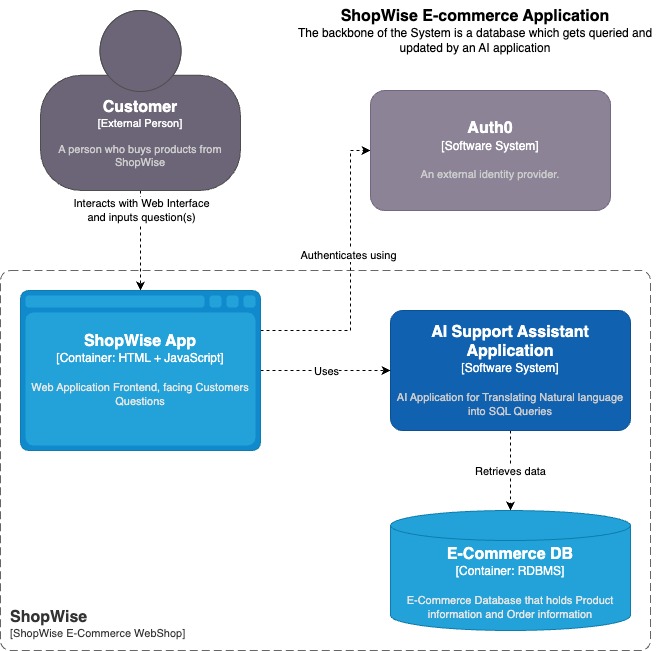 ShopWise E-commerce Application
The backbone of the System is a database which gets queried and
updated by an AI application
Customer
[External Person]
A person who buys products from
ShopWise
Auth0
[Software System]
An external identity provider.
Interacts with Web Interface
and inputs question(s)
Authenticates using
ShopWise App
[Container: HTML + JavaScript]
Web Application Frontend, facing Customers
Questions
Uses
AI Support Assistant
Application
[Software System]
AI Application for Translating Natural language
into SQL Queries
Retrieves data
E-Commerce DB
[Container: RDBMS]
E-Commerce Database that holds Product
information and Order information
ShopWise
[ShopWise E-Commerce WebShop]